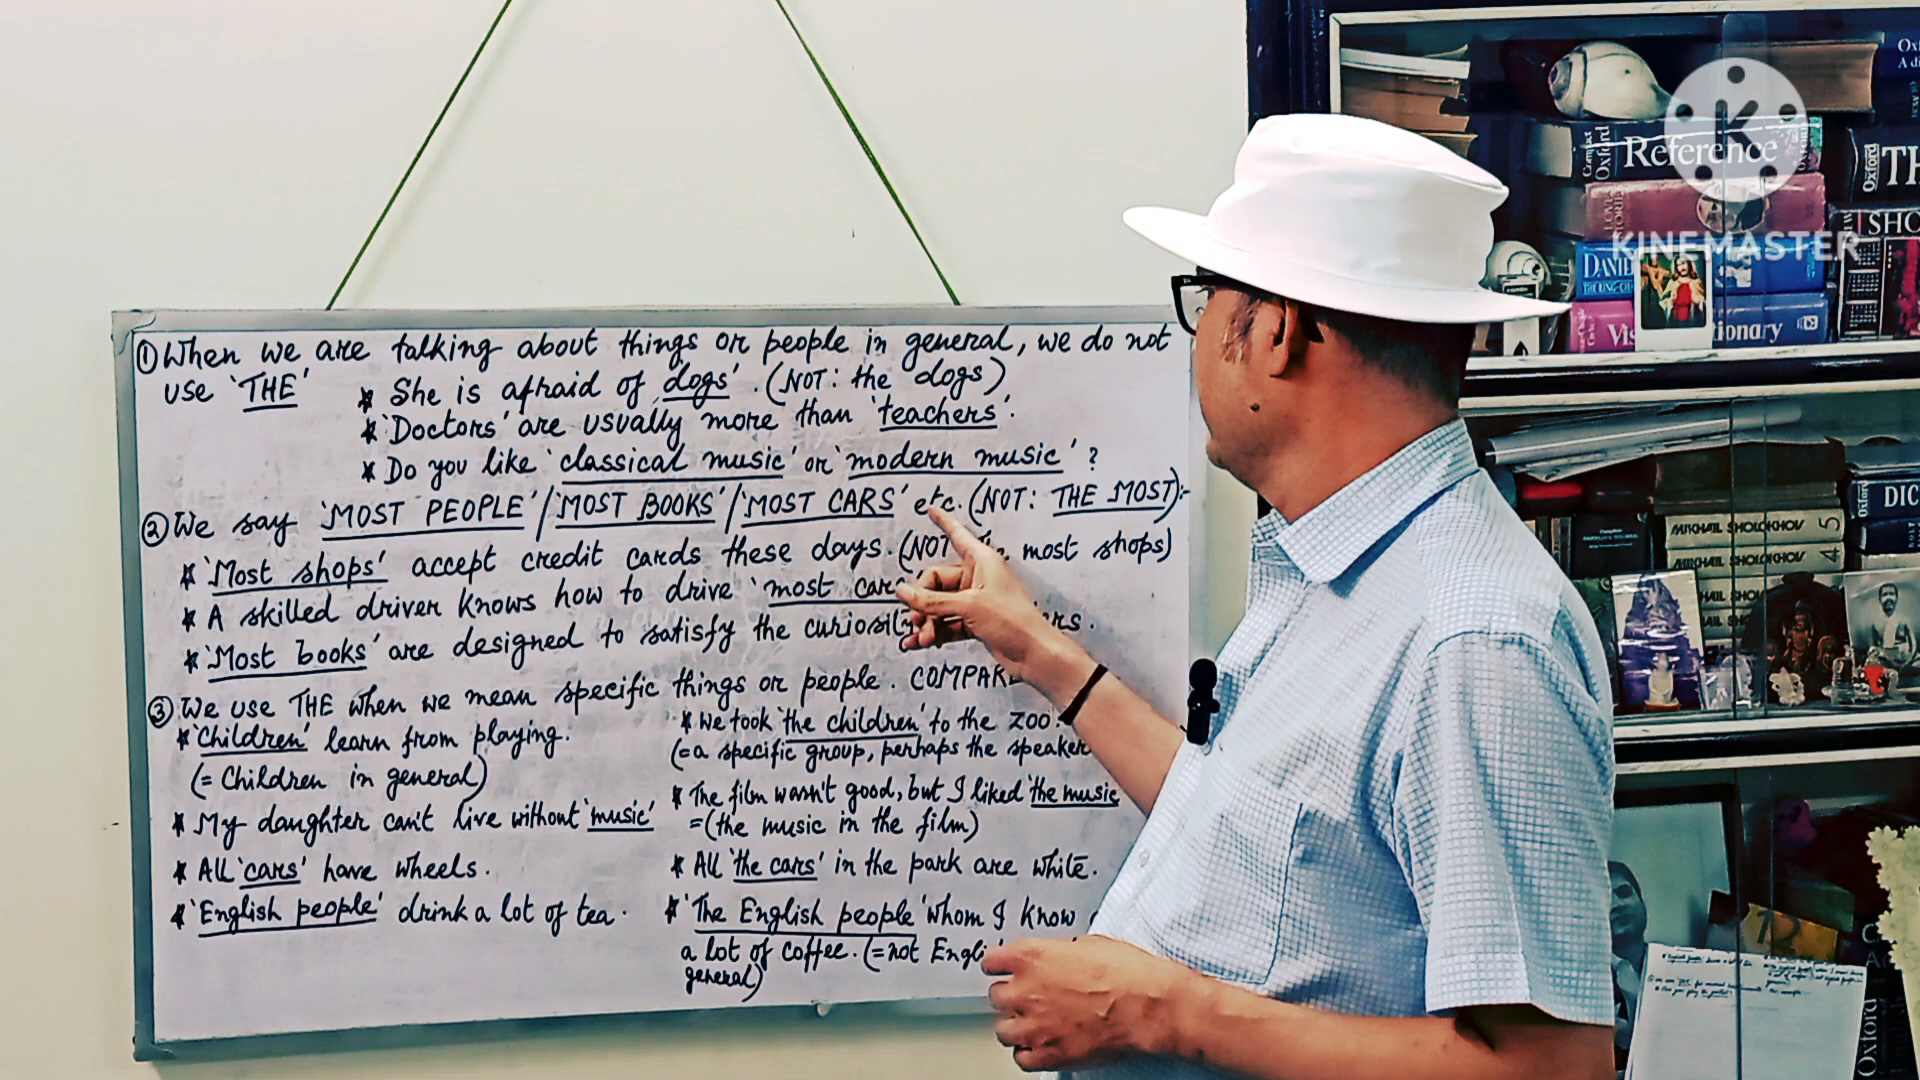 ① When we are talking about things or people in general, we do not
use 'THE' * She is afraid of 'dogs'. (NOT: the dogs)
* 'Doctors' are usually more than 'teachers'.
* Do you like 'classical music' or 'modern music'?
② We say 'MOST PEOPLE' / 'MOST BOOKS' / 'MOST CARS' etc. (NOT: THE MOST):-
* 'Most shops' accept credit cards these days. (NOT most shops)
* A skilled driver knows how to drive 'most
* 'Most books' are designed to satisfy the
③ We use THE when we mean specific things or people.
* 'Children' learn from playing.
(= Children in general)
* My daughter can't live without 'music'
* All 'cars' have wheels.
* 'English people' drink a lot of tea.
* We took 'the children' to the zoo
(= a specific group, perhaps the speaker
* The film wasn't good, but I liked 'the music
= (the music in the film)
* All 'the cars' in the park are white.
* 'The English people' whom I know
a lot of coffee. (= not
general)
KINEMASTER
Compact
Oxford
Reference
Oxford
LOVE
STORIES
MIKHAIL SHOLOKHOV 5
MIKHAIL SHOLOKHOV 4
Oxford
Oxford